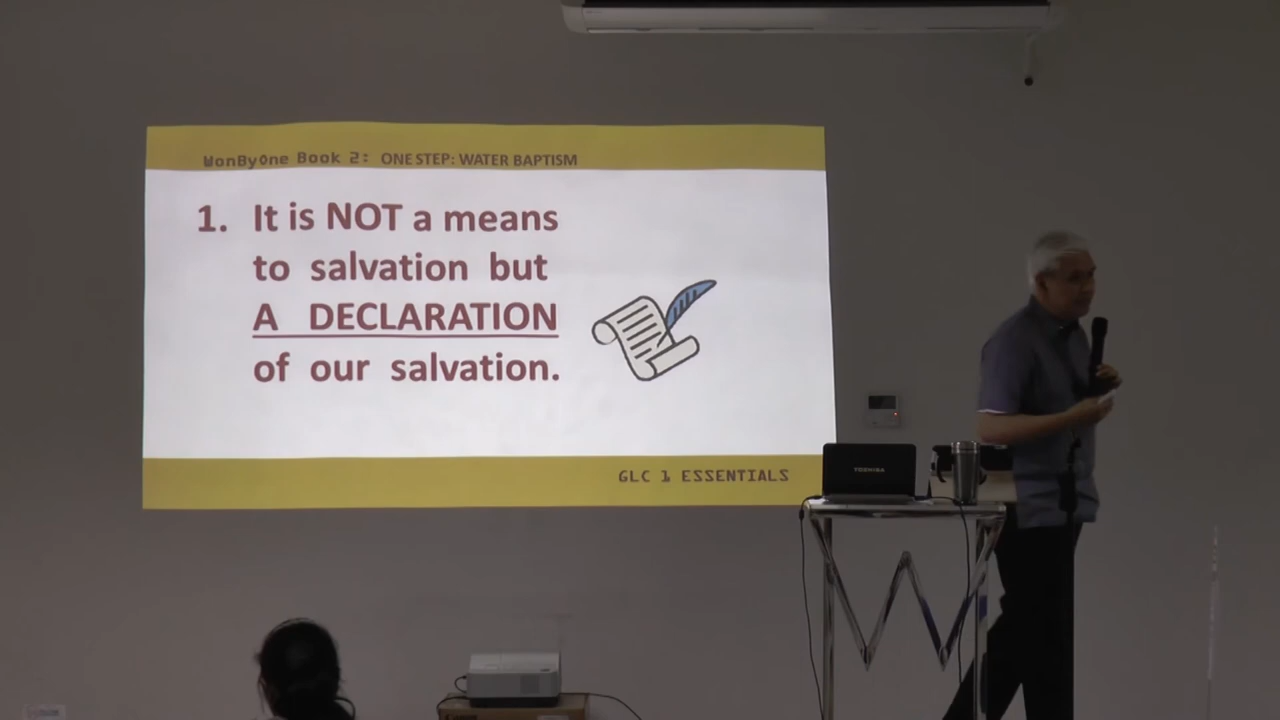 WonByOne Book 2: ONE STEP: WATER BAPTISM
1. It is NOT a means
to salvation but
A DECLARATION
of our salvation.
GLC 1 ESSENTIALS
TOSHIBA